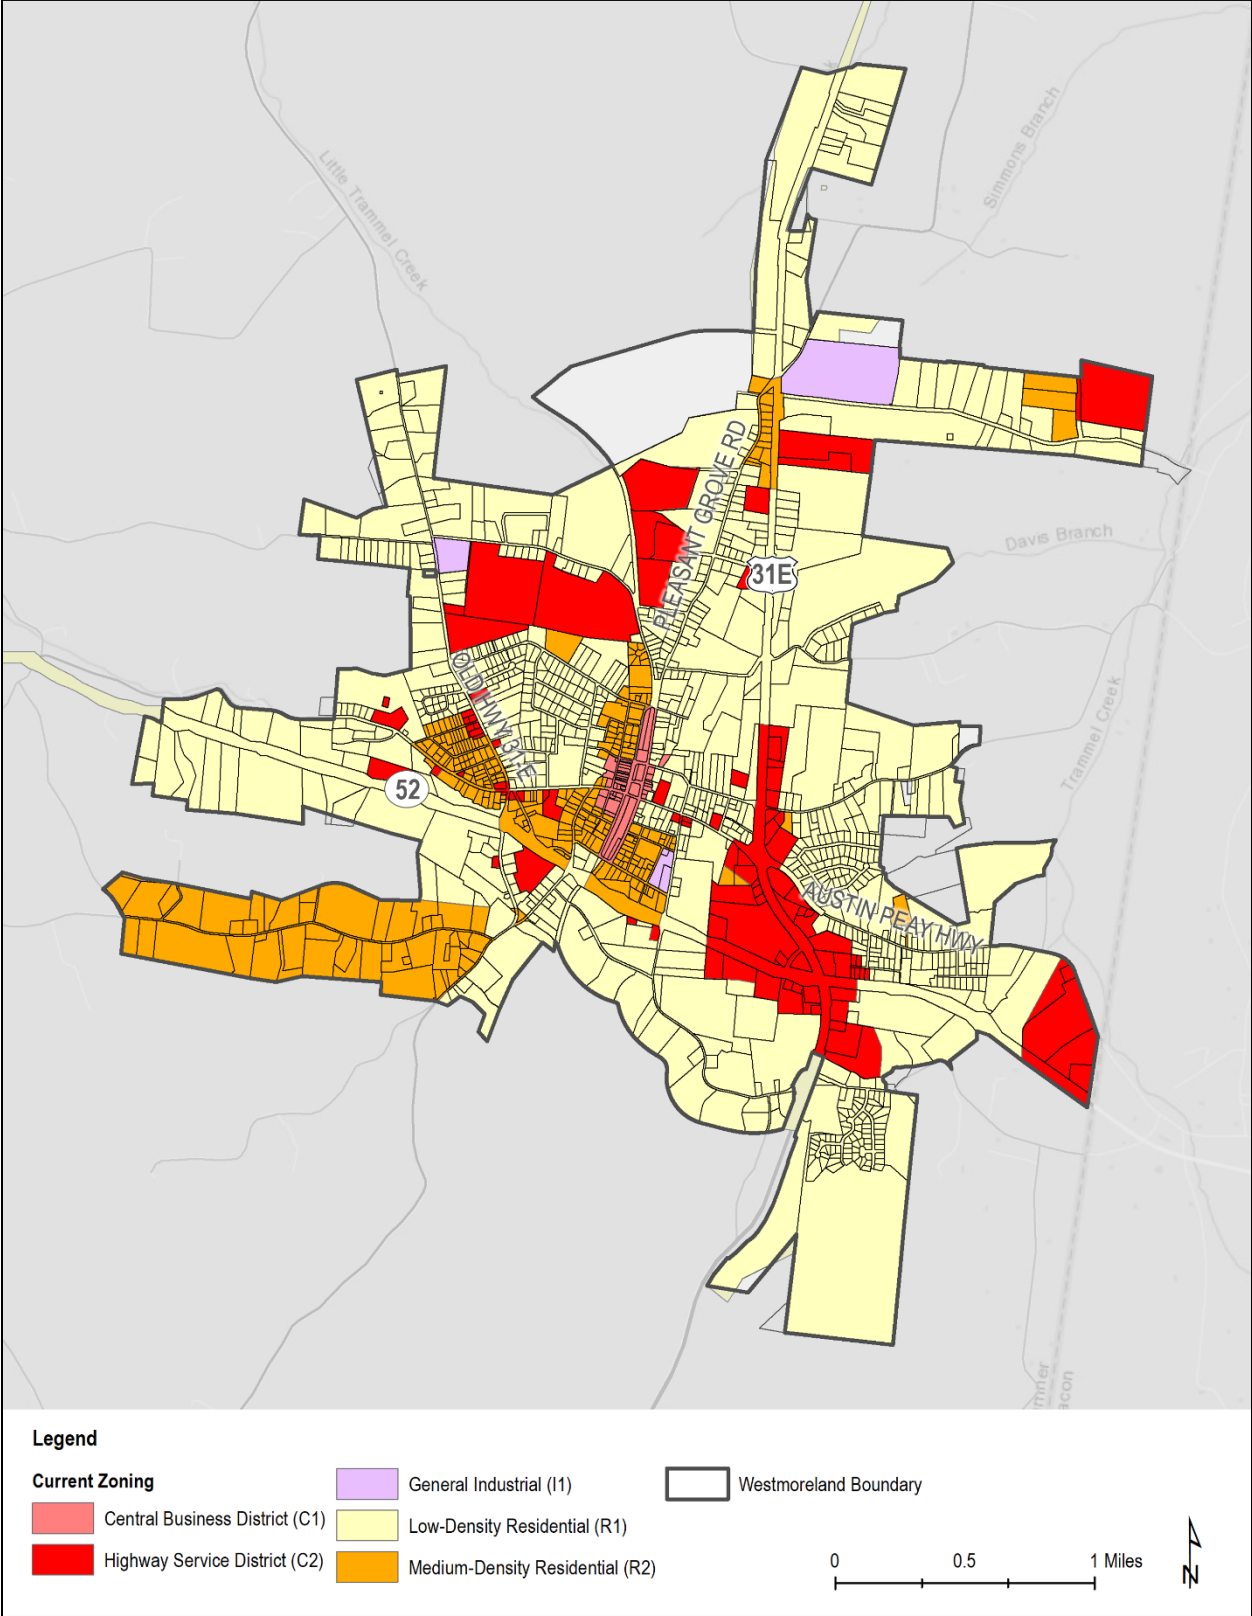 Simmons Branch
Little Trammel Creek
PLEASANT GROVE RD
Davis Branch
31E
OLD HWY 31 E
Trammel Creek
52
AUSTIN PEAY HWY
Legend
Current Zoning
Central Business District (C1)
Highway Service District (C2)
General Industrial (I1)
Low-Density Residential (R1)
Medium-Density Residential (R2)
Westmoreland Boundary
0 0.5 1 Miles
N